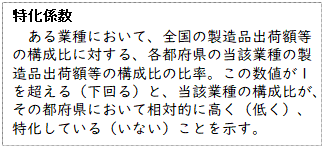 特化係数
ある業種において、全国の製造品出荷額等
の構成比に対する、各都府県の当該業種の製
造品出荷額等の構成比の比率。この数値が1
を超える（下回る）と、当該業種の構成比が、
その都府県において相対的に高く（低く）、
特化している（いない）ことを示す。